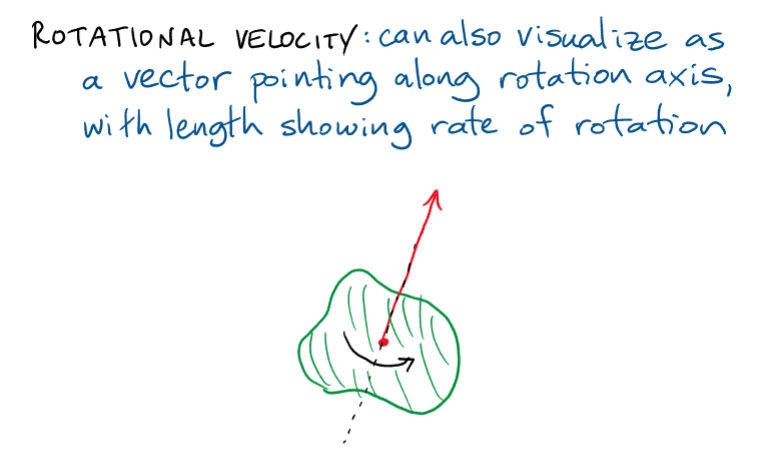 ROTATIONAL VELOCITY: can also visualize as
a vector pointing along rotation axis,
with length showing rate of rotation